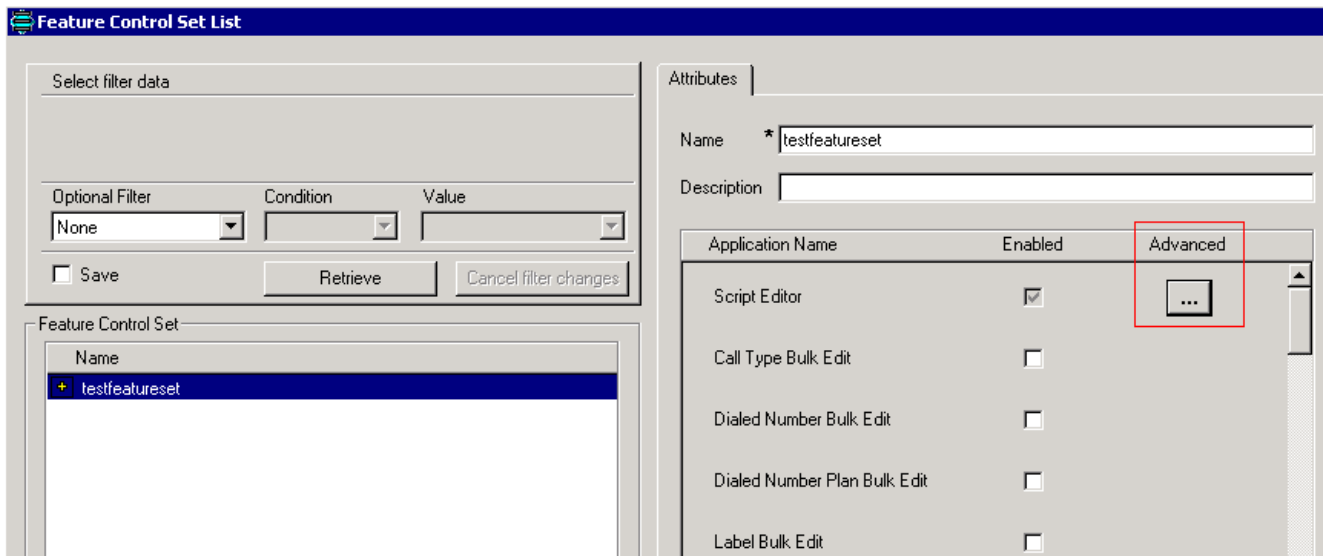 Feature Control Set List
Select filter data
Optional Filter Condition Value
None
Save Retrieve Cancel filter changes
Feature Control Set
Name
+ testfeatureset
Attributes
Name * testfeatureset
Description
Application Name Enabled Advanced
Script Editor ...
Call Type Bulk Edit
Dialed Number Bulk Edit
Dialed Number Plan Bulk Edit
Label Bulk Edit